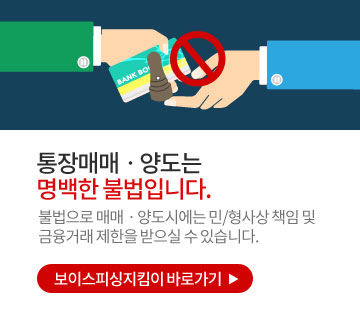 BANK BO
통장매매 · 양도는
명백한 불법입니다.
불법으로 매매 · 양도시에는 민/형사상 책임 및
금융거래 제한을 받으실 수 있습니다.
보이스피싱지킴이 바로가기 ▶